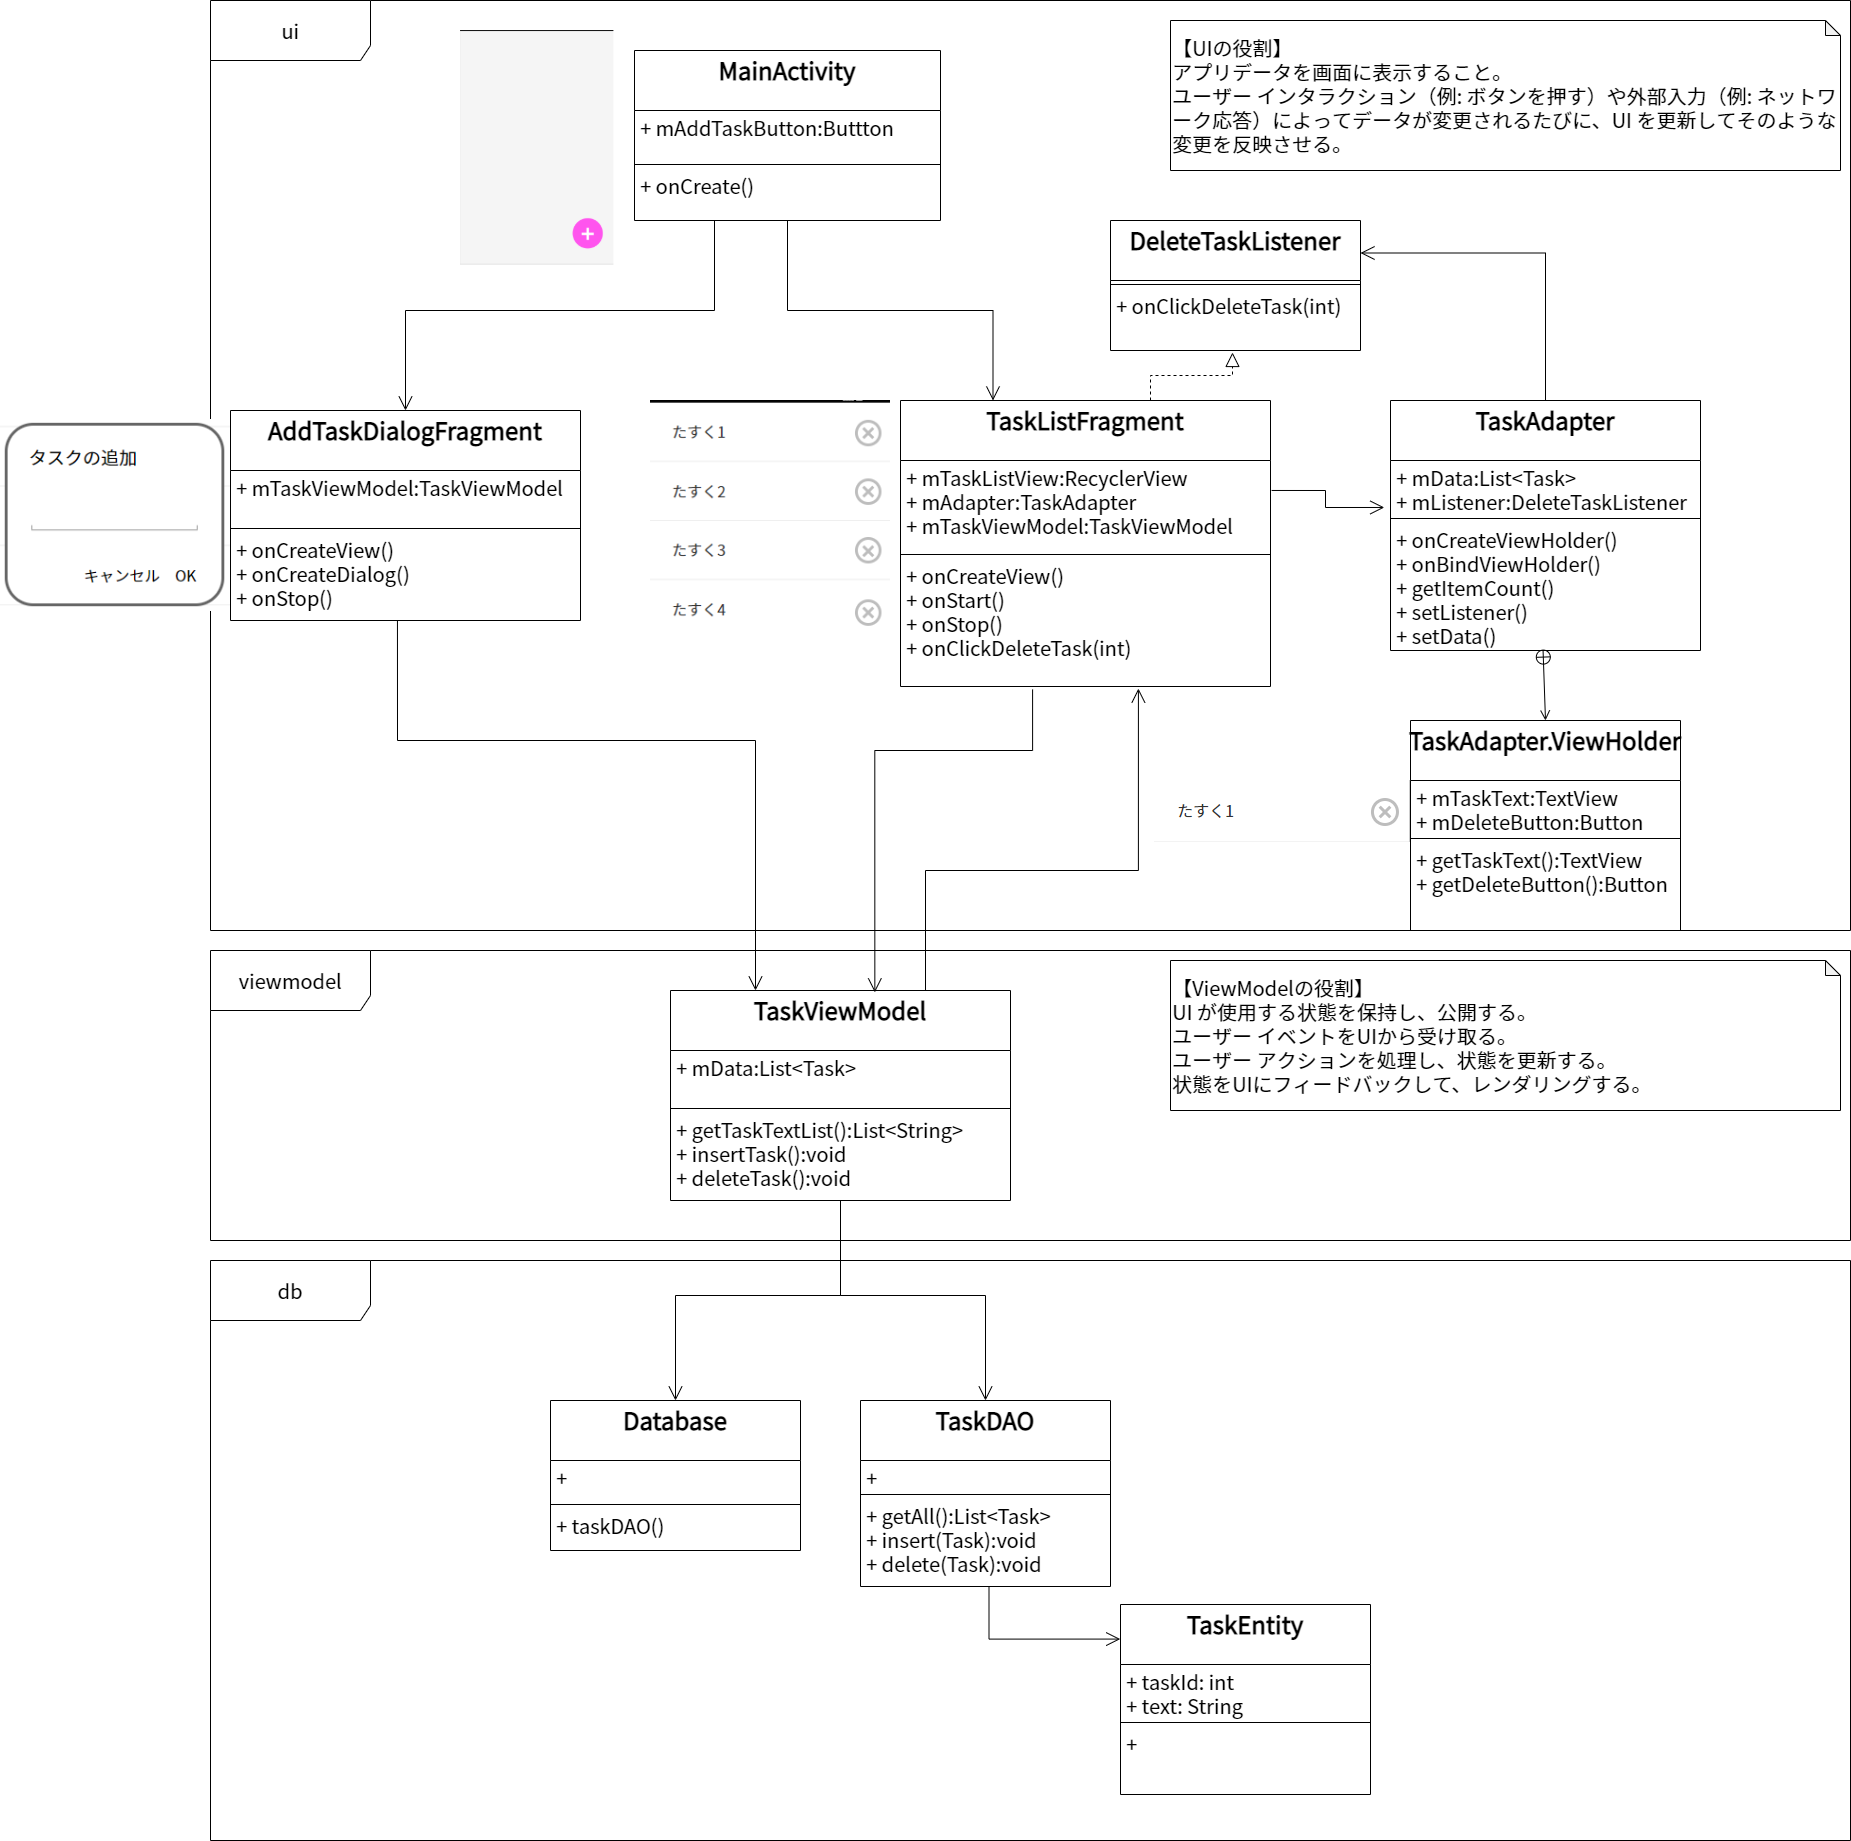 ui
【UIの役割】
アプリデータを画面に表示すること。
ユーザー インタラクション（例: ボタンを押す）や外部入力（例: ネットワ
ーク応答）によってデータが変更されるたびに、UI を更新してそのような
変更を反映させる。
MainActivity
+ mAddTaskButton:Buttton
+ onCreate()
+
DeleteTaskListener
+ onClickDeleteTask(int)
タスクの追加
キャンセル OK
AddTaskDialogFragment
+ mTaskViewModel:TaskViewModel
+ onCreateView()
+ onCreateDialog()
+ onStop()
たすく1
たすく2
たすく3
たすく4
TaskListFragment
+ mTaskListView:RecyclerView
+ mAdapter:TaskAdapter
+ mTaskViewModel:TaskViewModel
+ onCreateView()
+ onStart()
+ onStop()
+ onClickDeleteTask(int)
TaskAdapter
+ mData:List<Task>
+ mListener:DeleteTaskListener
+ onCreateViewHolder()
+ onBindViewHolder()
+ getItemCount()
+ setListener()
+ setData()
たすく1
TaskAdapter.ViewHolder
+ mTaskText:TextView
+ mDeleteButton:Button
+ getTaskText():TextView
+ getDeleteButton():Button
viewmodel
【ViewModelの役割】
UI が使用する状態を保持し、公開する。
ユーザー イベントをUIから受け取る。
ユーザー アクションを処理し、状態を更新する。
状態をUIにフィードバックして、レンダリングする。
TaskViewModel
+ mData:List<Task>
+ getTaskTextList():List<String>
+ insertTask():void
+ deleteTask():void
db
Database
+
+ taskDAO()
TaskDAO
+
+ getAll():List<Task>
+ insert(Task):void
+ delete(Task):void
TaskEntity
+ taskId: int
+ text: String
+